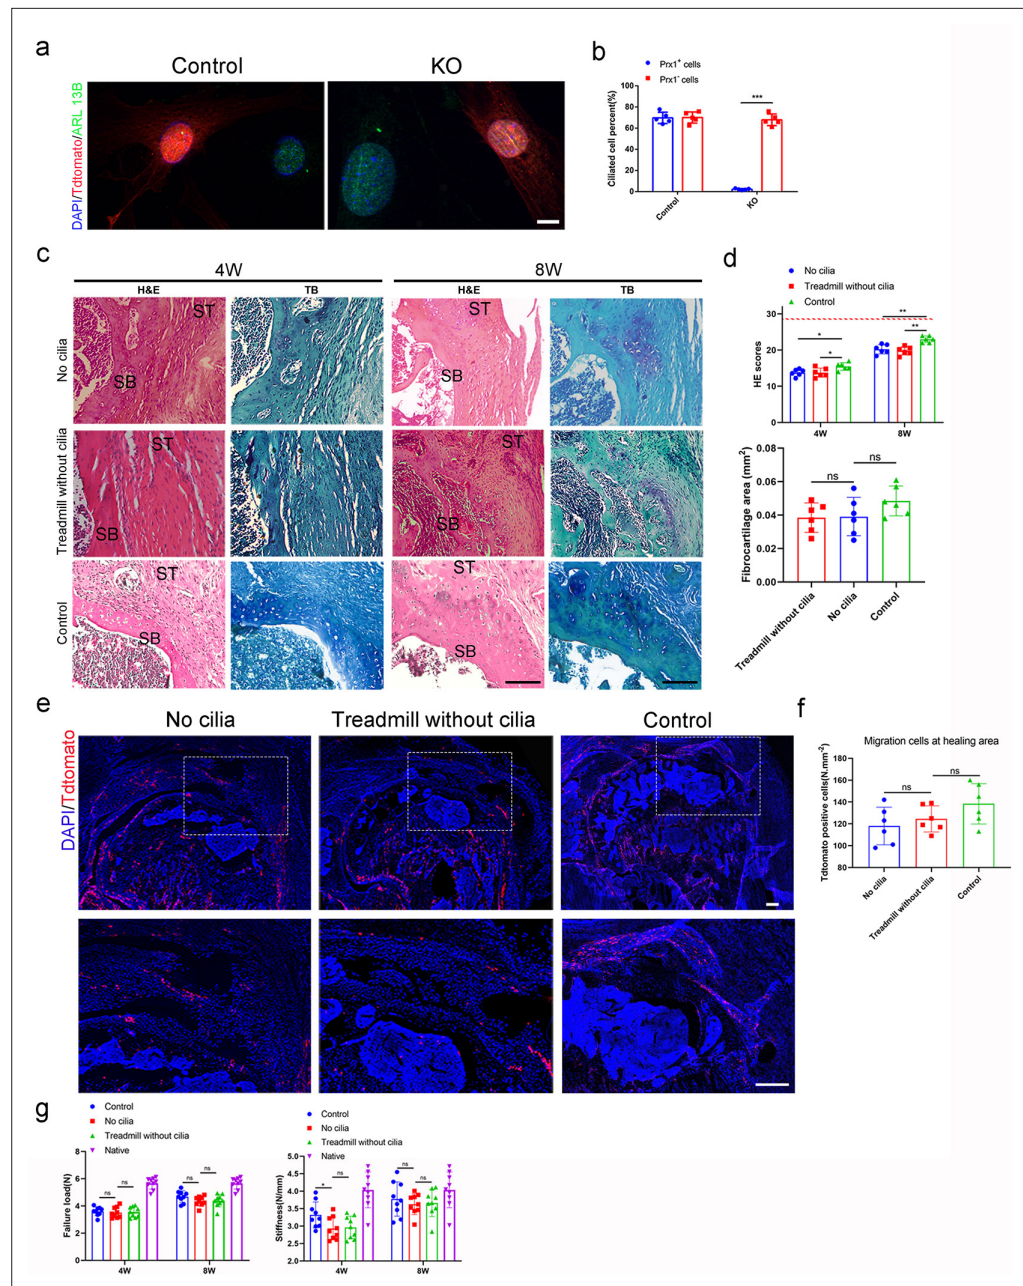 a
Control
KO
DAPI/Tdtomato/ARL 13B
b
Prx1+ cells
Prx1- cells
Ciliated cell percent(%)
100
80
60
40
20
0
***
Control
KO
c
4W
8W
H&E
TB
H&E
TB
No cilia
ST
SB
ST
SB
Treadmill without cilia
ST
SB
ST
SB
Control
ST
SB
ST
SB
d
No cilia
Treadmill without cilia
Control
HE scores
30
20
10
0
*
*
**
**
4W
8W
Fibrocartilage area (mm2)
0.08
0.06
0.04
0.02
0.00
ns
ns
Treadmill without cilia
No cilia
Control
e
No cilia
Treadmill without cilia
Control
DAPI/Tdtomato
f
Migration cells at healing area
Tdtomato positive cells(N.mm-2)
180
160
140
120
100
80
ns
ns
No cilia
Treadmill without cilia
Control
g
Control
No cilia
Treadmill without cilia
Native
Failure load(N)
8
6
4
2
0
ns
ns
ns
ns
4W
8W
Control
No cilia
Treadmill without cilia
Native
Stiffness(N/mm)
5.0
4.5
4.0
3.5
3.0
2.5
2.0
*
ns
ns
ns
4W
8W